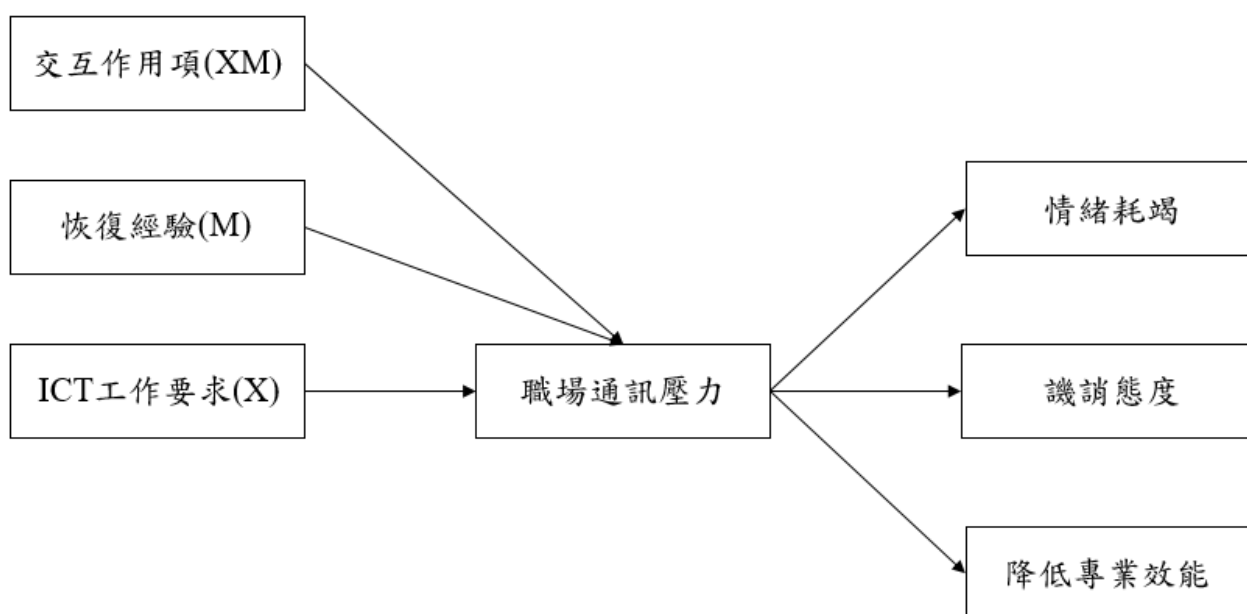 交互作用項(XM)
恢復經驗(M)
ICT工作要求(X)
職場通訊壓力
情緒耗竭
譏誚態度
降低專業效能